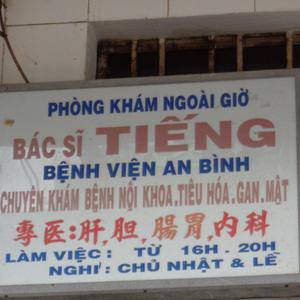 PHÒNG KHÁM NGOÀI GIỜ
BÁC SĨ TIẾNG
BỆNH VIỆN AN BÌNH
CHUYÊN KHÁM BỆNH NỘI KHOA.TIÊU HÓA.GAN.MẬT
專医:肝,胆,腸胃,内科
LÀM VIỆC: TỪ 16H.20H
NGHỈ: CHỦ NHẬT & LỄ